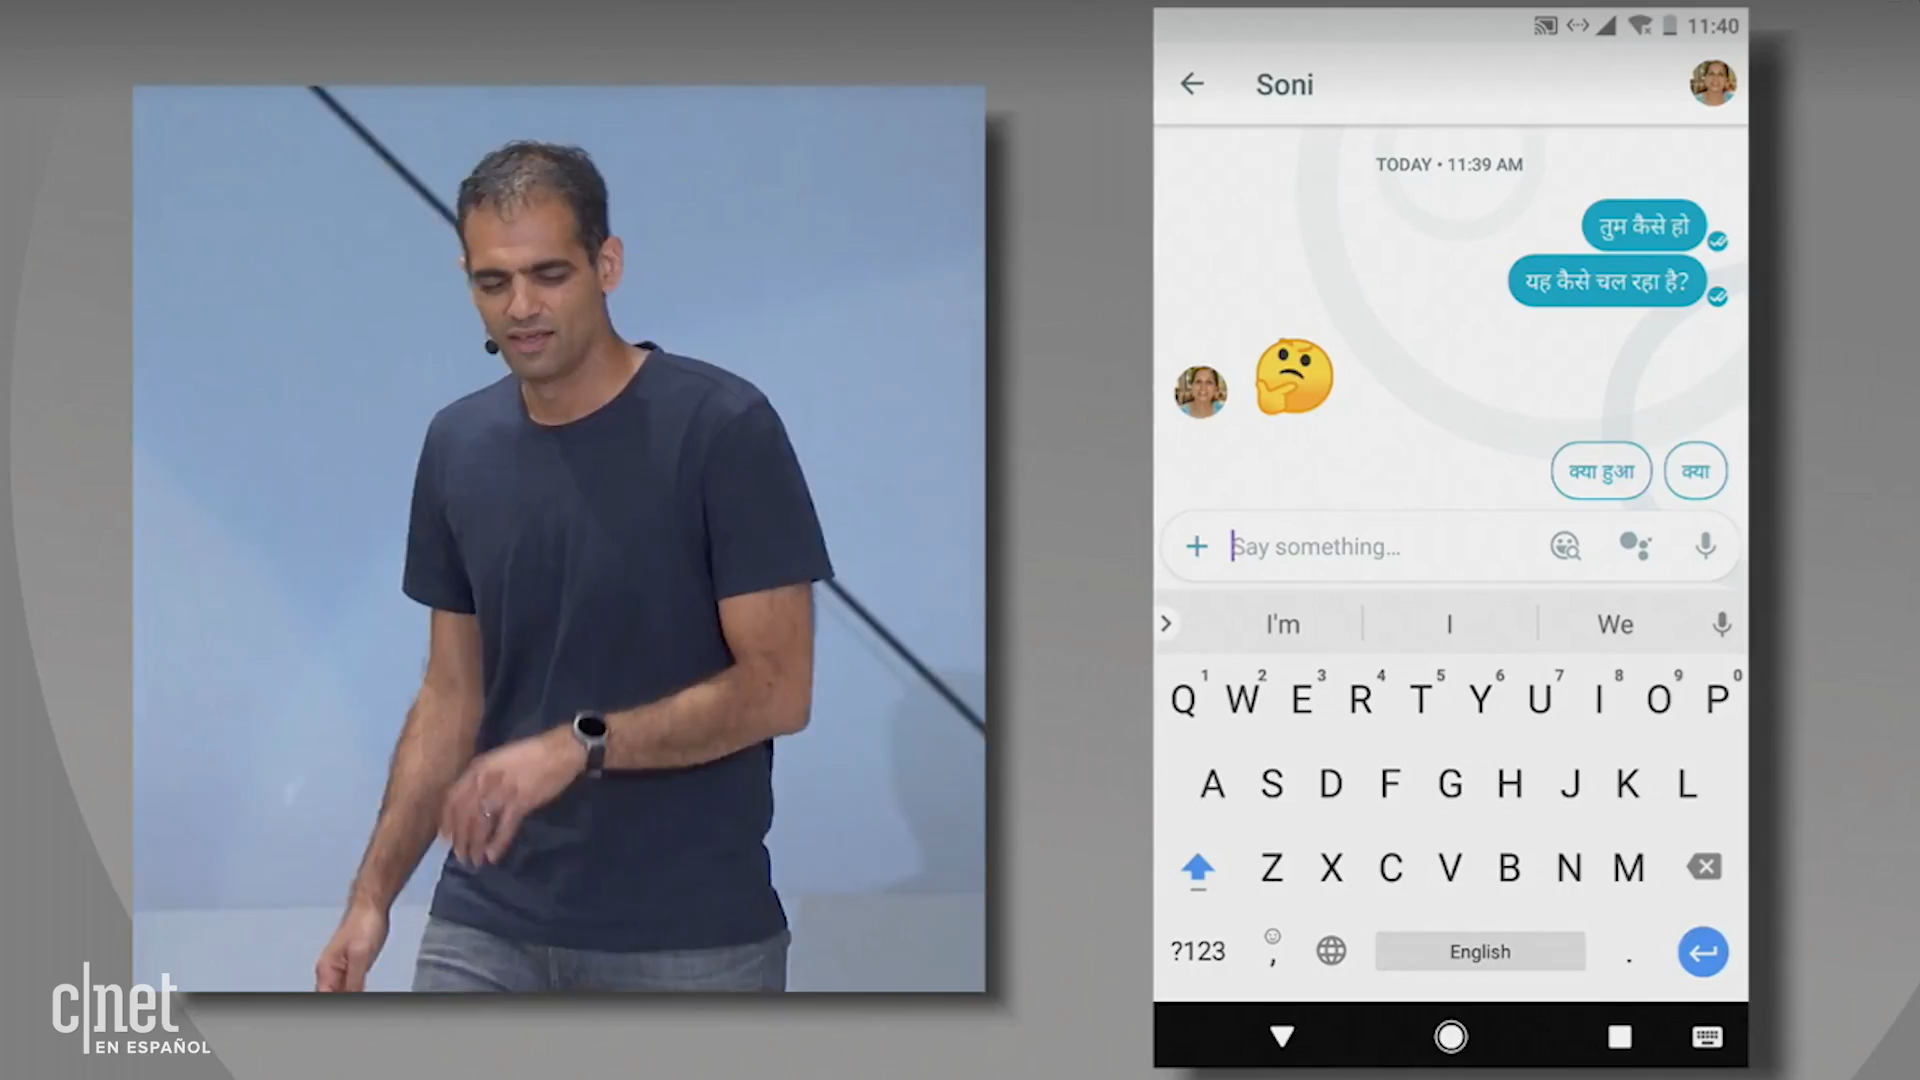 11:40
Soni
TODAY • 11:39 AM
तुम कैसे हो
यह कैसे चल रहा है?
क्या हुआ
क्या
Say something…
I'm I We
1 2 3 4 5 6 7 8 9 0
Q W E R T Y U I O P
A S D F G H J K L
Z X C V B N M
?123 , English .
c|net
EN ESPAÑOL